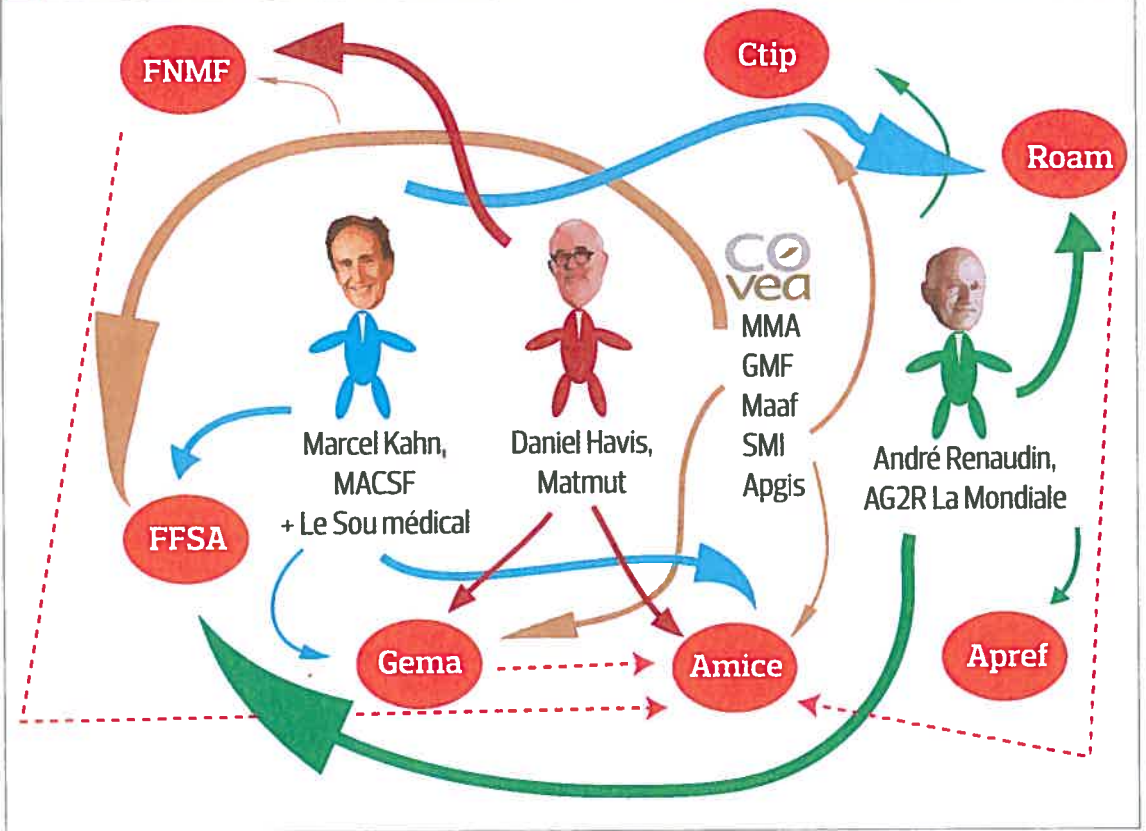 FNMF
Ctip
Roam
covea
MMA
GMF
Maaf
SMI
Apgis
Marcel Kahn,
MACSF
+ Le Sou médical
Daniel Havis,
Matmut
André Renaudin,
AG2R La Mondiale
FFSA
Gema
Amice
Apref